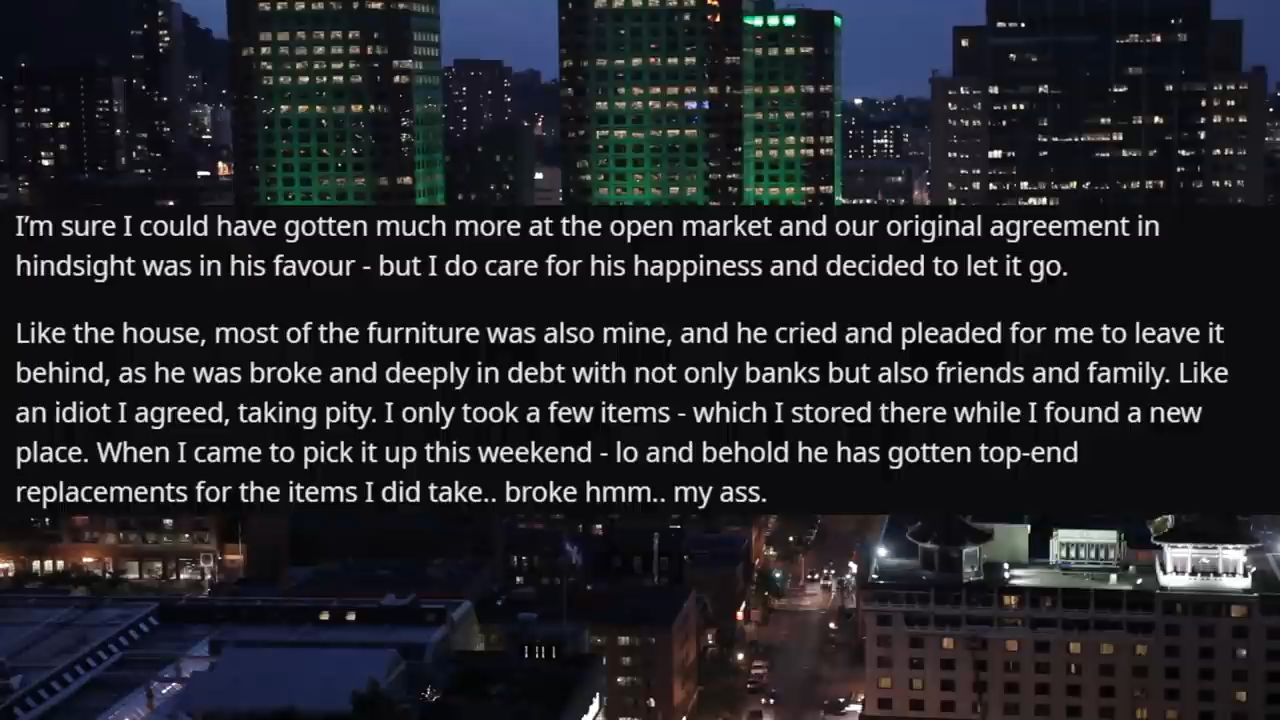 I’m sure I could have gotten much more at the open market and our original agreement in
hindsight was in his favour - but I do care for his happiness and decided to let it go.
Like the house, most of the furniture was also mine, and he cried and pleaded for me to leave it
behind, as he was broke and deeply in debt with not only banks but also friends and family. Like
an idiot I agreed, taking pity. I only took a few items - which I stored there while I found a new
place. When I came to pick it up this weekend - lo and behold he has gotten top-end
replacements for the items I did take.. broke hmm.. my ass.